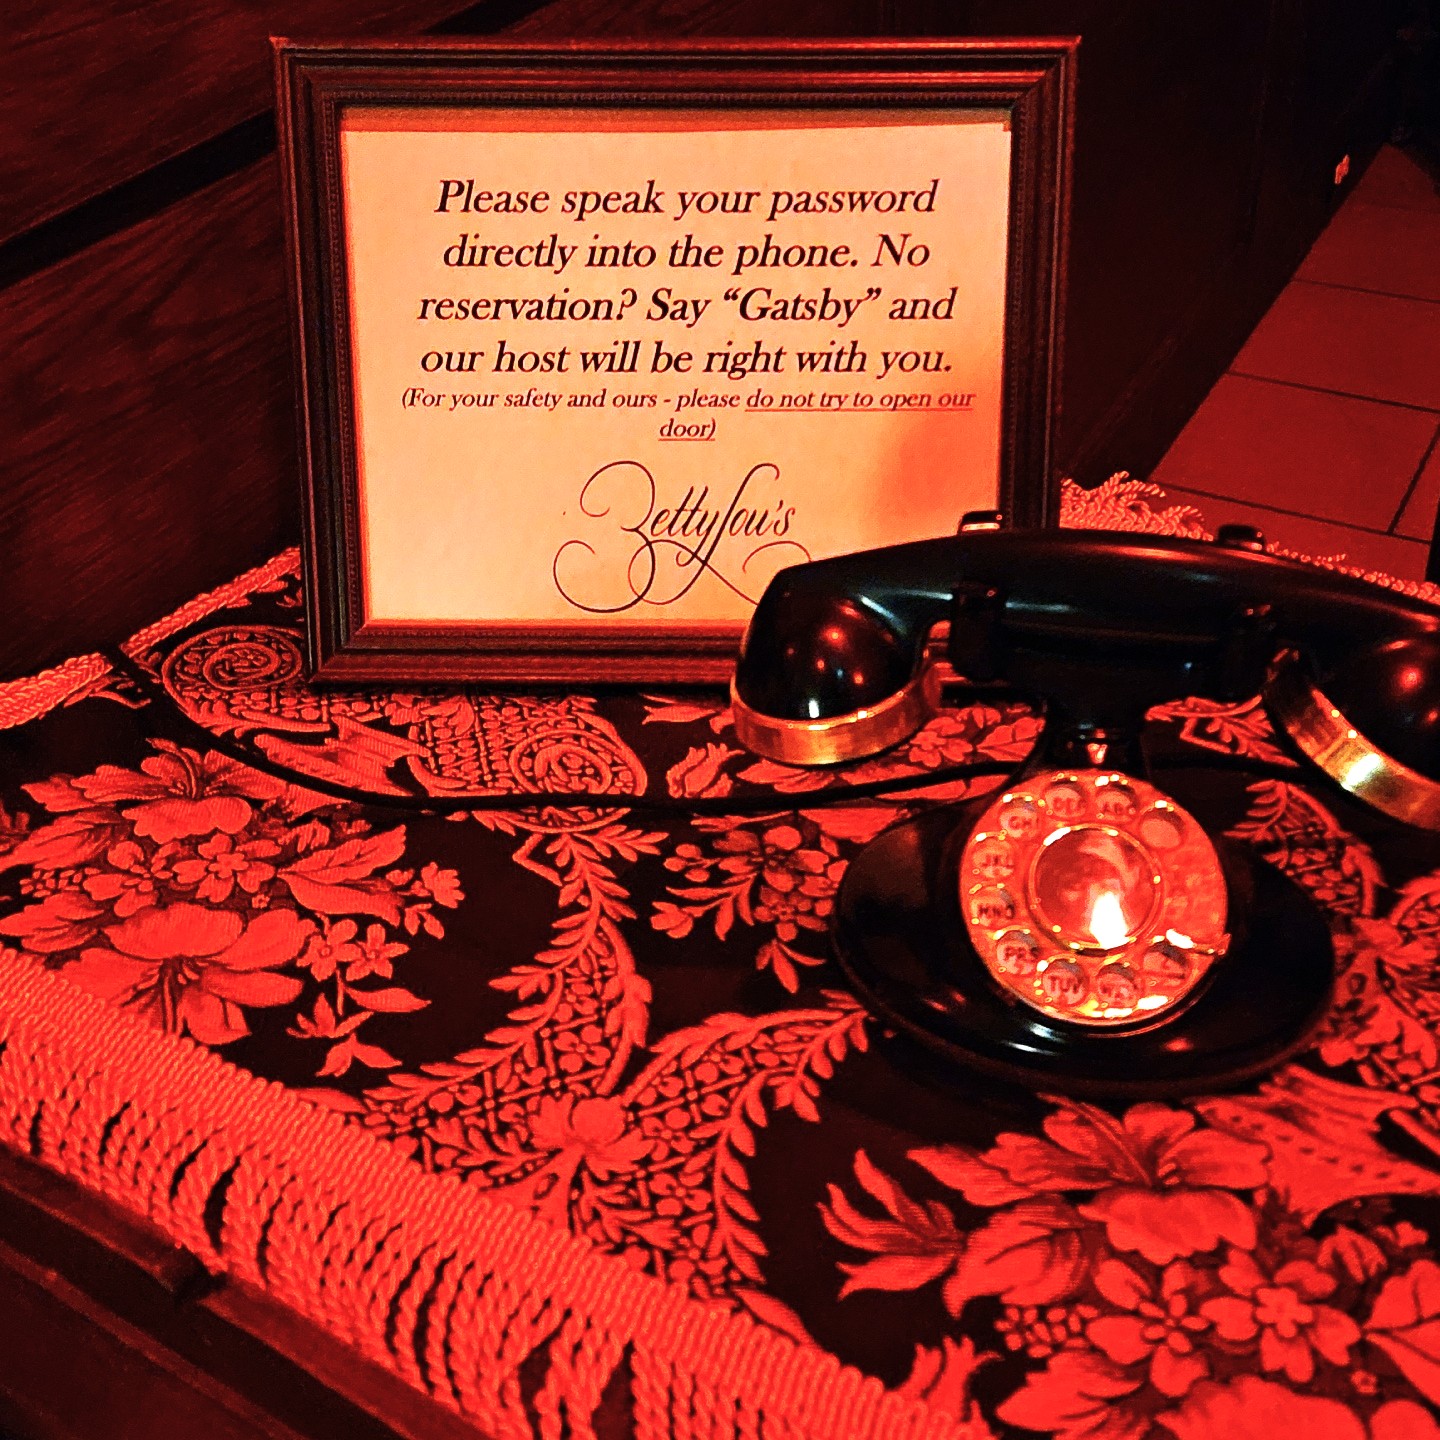 Please speak your password
directly into the phone. No
reservation? Say “Gatsby” and
our host will be right with you.
(For your safety and ours - please do not try to open our
door)
BettyLou's
ABC
DEF
GHI
JKL
MNO
PRS
TUV